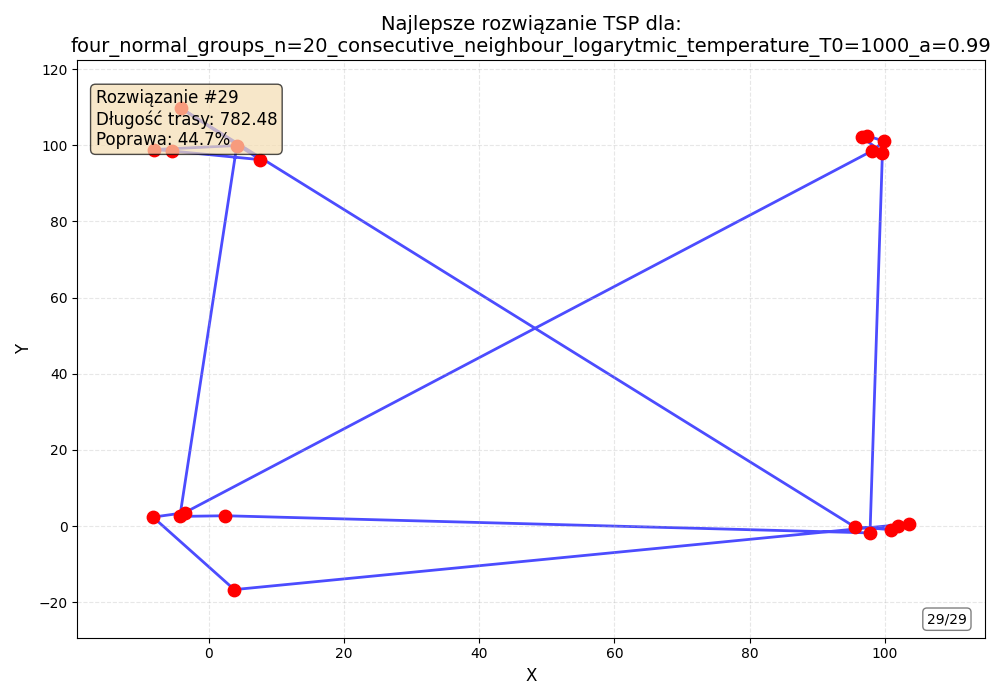 Najlepsze rozwiązanie TSP dla:
four_normal_groups_n=20_consecutive_neighbour_logarytmic_temperature_T0=1000_a=0.99
Rozwiązanie #29
Długość trasy: 782.48
Poprawa: 44.7%
120
100
80
60
40
20
0
−20
Y
29/29
0
20
40
60
80
100
X